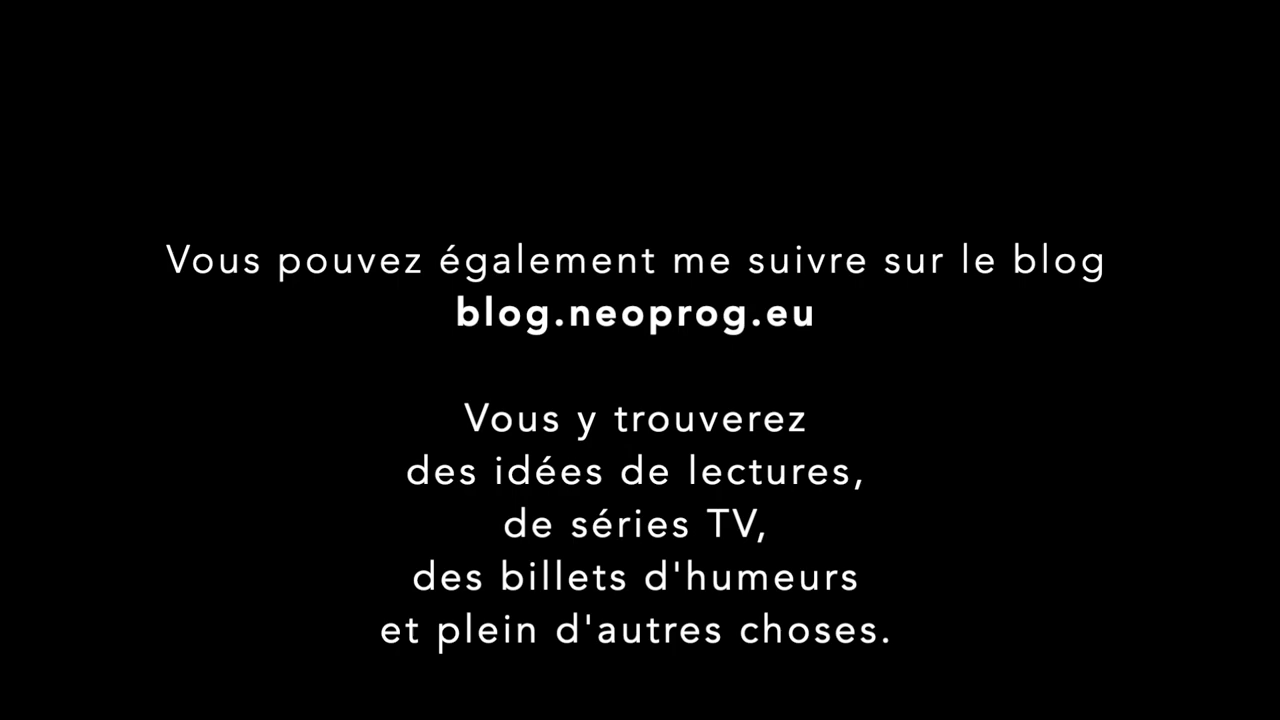 Vous pouvez également me suivre sur le blog
blog.neoprog.eu
Vous y trouverez
des idées de lectures,
de séries TV,
des billets d'humeurs
et plein d'autres choses.